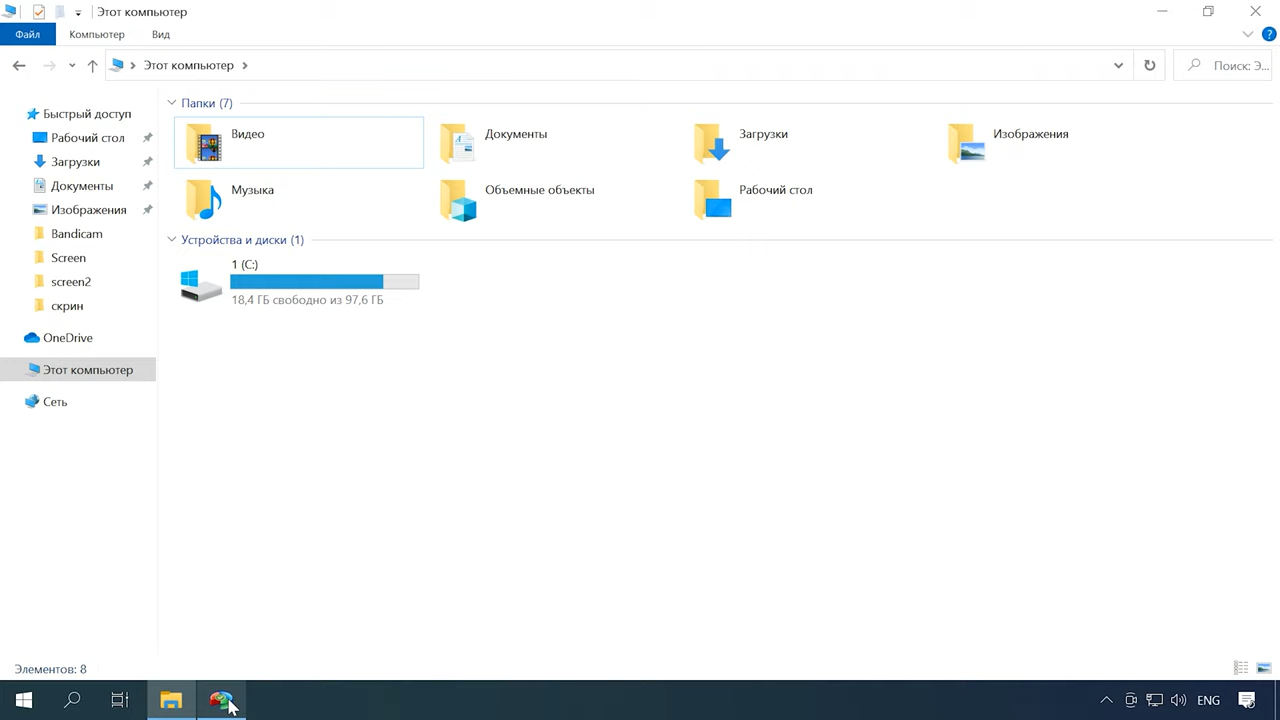 Этот компьютер
Файл
Компьютер
Вид
Этот компьютер
Поиск: Э...
Быстрый доступ
Рабочий стол
Загрузки
Документы
Изображения
Bandicam
Screen
screen2
скрин
OneDrive
Этот компьютер
Сеть
Папки (7)
Видео
Документы
Загрузки
Изображения
Музыка
Объемные объекты
Рабочий стол
Устройства и диски (1)
1 (C:)
18,4 ГБ свободно из 97,6 ГБ
Элементов: 8
ENG